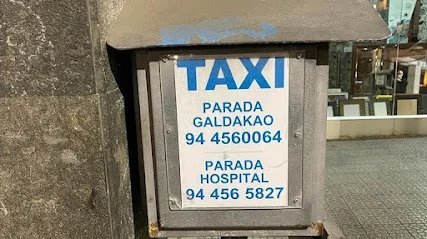 TAXI
PARADA
GALDAKAO
94 4560064
PARADA
HOSPITAL
94 456 5827